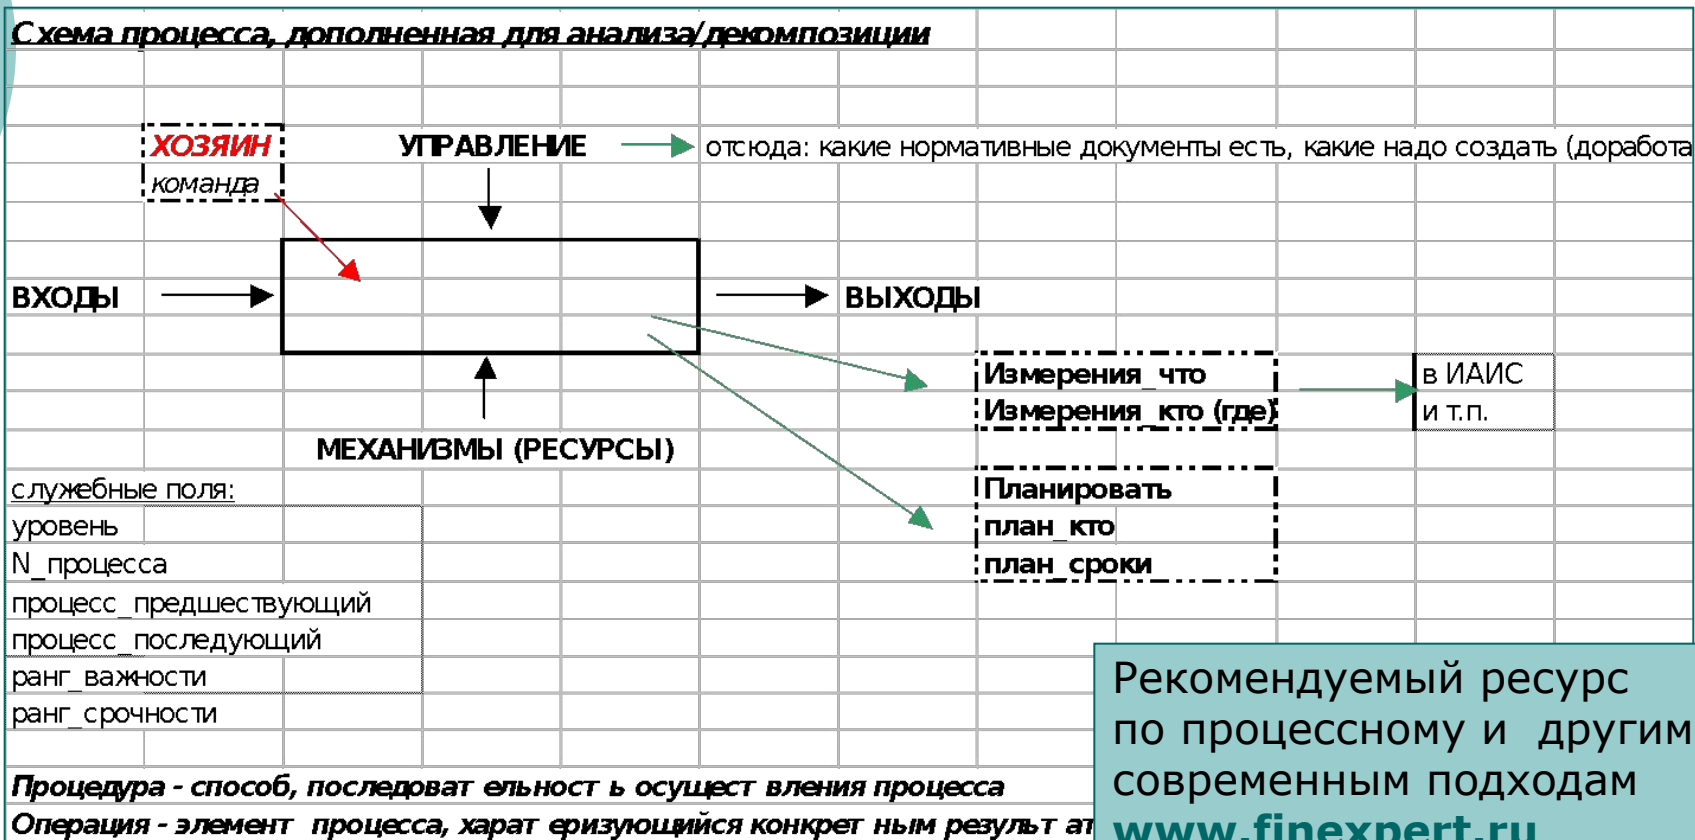 Схема процесса, дополненная для анализа/декомпозиции
ХОЗЯИН
команда
УПРАВЛЕНИЕ
отсюда: какие нормативные документы есть, какие надо создать (доработа
ВХОДЫ
ВЫХОДЫ
Измерения_что
Измерения_кто (где)
в ИАИС
и т.п.
МЕХАНИЗМЫ (РЕСУРСЫ)
Планировать
план_кто
план_сроки
служебные поля:
уровень
N_процесса
процесс_предшествующий
процесс_последующий
ранг_важности
ранг_срочности
Процедура - способ, последовательность осуществления процесса
Операция - элемент процесса, харатеризующийся конкретным результат
Рекомендуемый ресурс
по процессному и другим
современным подходам
www.finexpert.ru